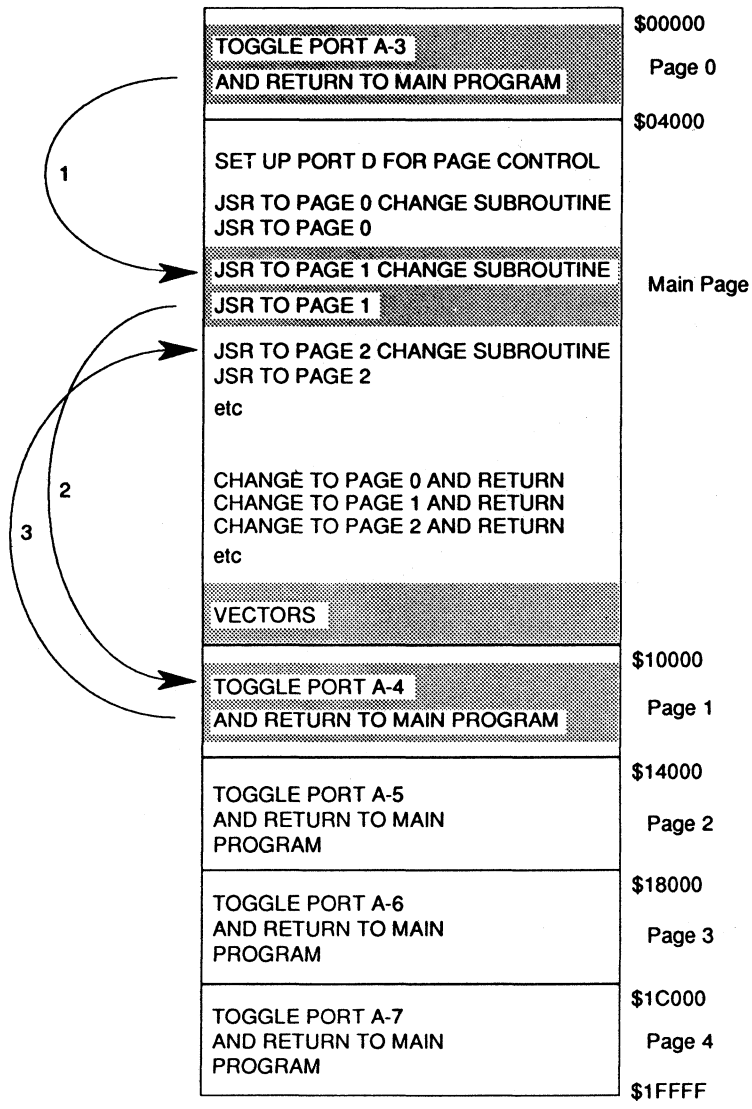 $00000
TOGGLE PORT A-3
Page 0
AND RETURN TO MAIN PROGRAM
$04000
SET UP PORT D FOR PAGE CONTROL
1
JSR TO PAGE 0 CHANGE SUBROUTINE
JSR TO PAGE 0
JSR TO PAGE 1 CHANGE SUBROUTINE
Main Page
JSR TO PAGE 1
JSR TO PAGE 2 CHANGE SUBROUTINE
JSR TO PAGE 2
etc
CHANGE TO PAGE 0 AND RETURN
2
CHANGE TO PAGE 1 AND RETURN
CHANGE TO PAGE 2 AND RETURN
3
etc
VECTORS
$10000
TOGGLE PORT A-4
Page 1
AND RETURN TO MAIN PROGRAM
$14000
TOGGLE PORT A-5
AND RETURN TO MAIN
PROGRAM
Page 2
$18000
TOGGLE PORT A-6
AND RETURN TO MAIN
PROGRAM
Page 3
$1C000
TOGGLE PORT A-7
AND RETURN TO MAIN
PROGRAM
Page 4
$1FFFF